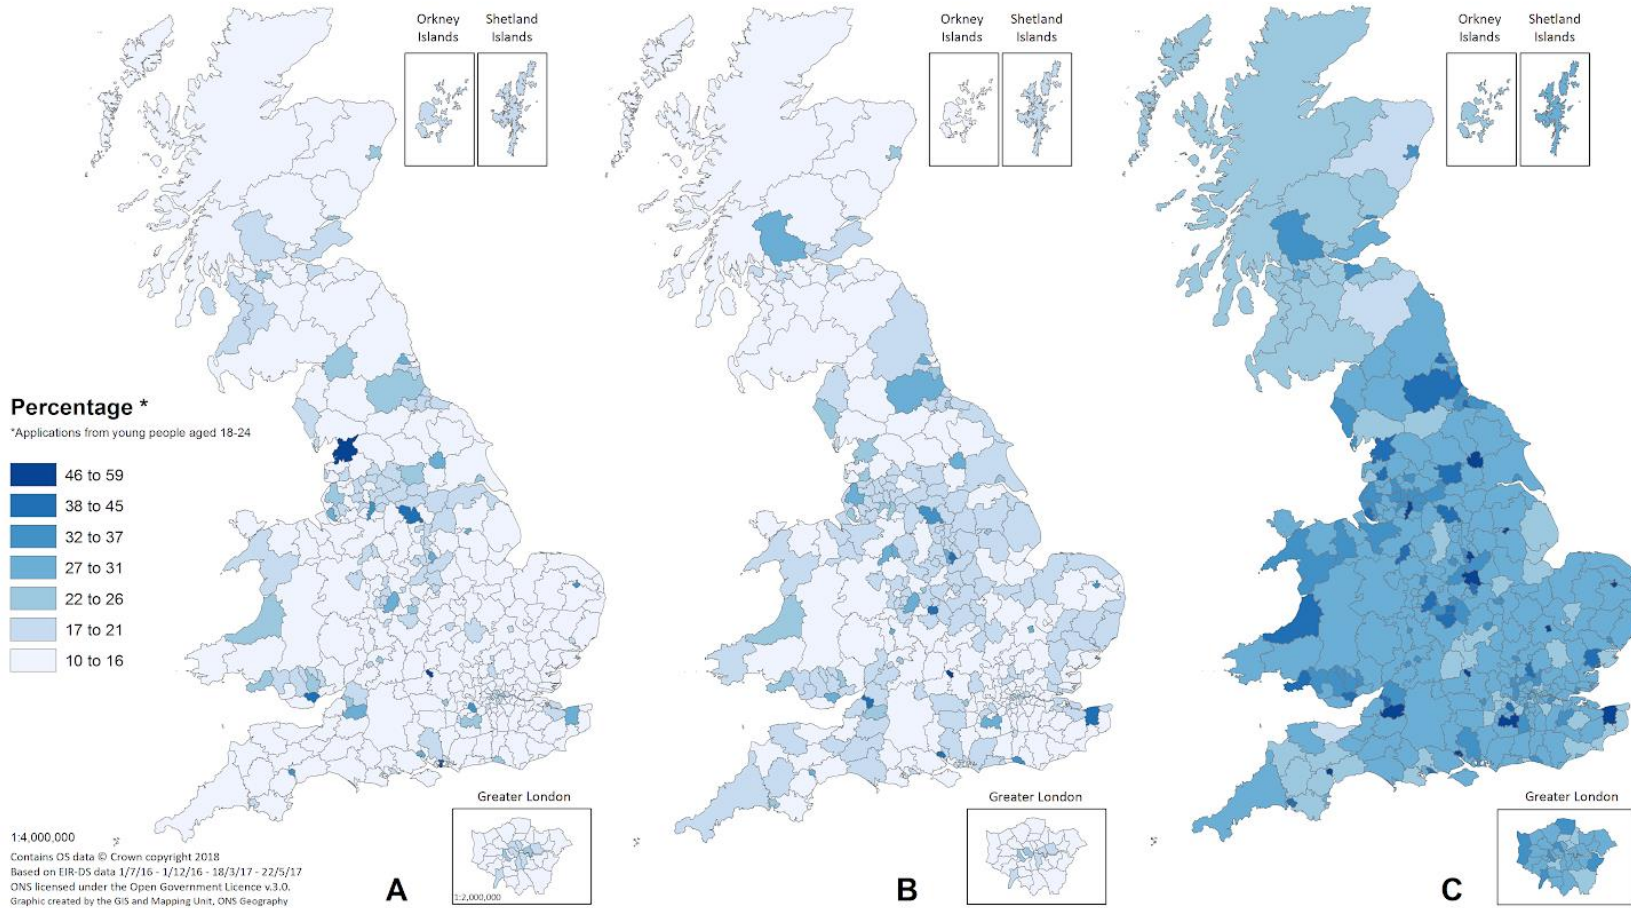 Orkney
Islands
Shetland
Islands
Orkney
Islands
Shetland
Islands
Orkney
Islands
Shetland
Islands
Percentage *
*Applications from young people aged 18-24
46 to 59
38 to 45
32 to 37
27 to 31
22 to 26
17 to 21
10 to 16
Greater London
Greater London
Greater London
1:4,000,000
Contains OS data © Crown copyright 2018
Based on EIR-DS data 1/7/16 - 1/12/16 - 18/3/17 - 22/5/17
ONS licensed under the Open Government Licence v.3.0.
Graphic created by the GIS and Mapping Unit, ONS Geography
A
1:2,000,000
B
C